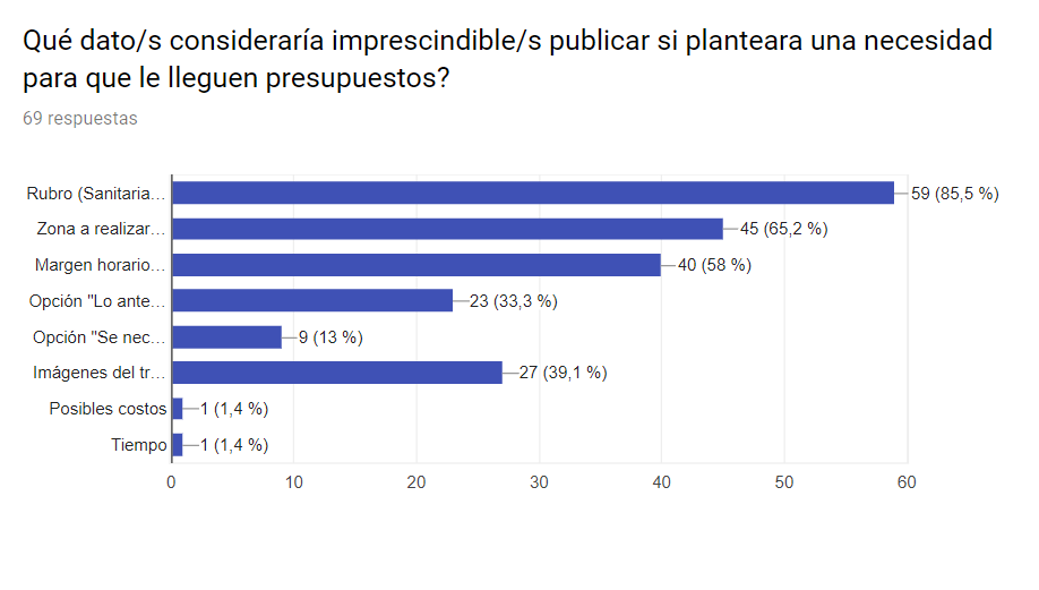 Qué dato/s consideraría imprescindible/s publicar si planteara una necesidad
para que le lleguen presupuestos?
69 respuestas
Rubro (Sanitaria…
59 (85,5 %)
Zona a realizar…
45 (65,2 %)
Margen horario…
40 (58 %)
Opción "Lo ante…
23 (33,3 %)
Opción "Se nec…
9 (13 %)
Imágenes del tr…
27 (39,1 %)
Posibles costos
1 (1,4 %)
Tiempo
1 (1,4 %)
0 10 20 30 40 50 60